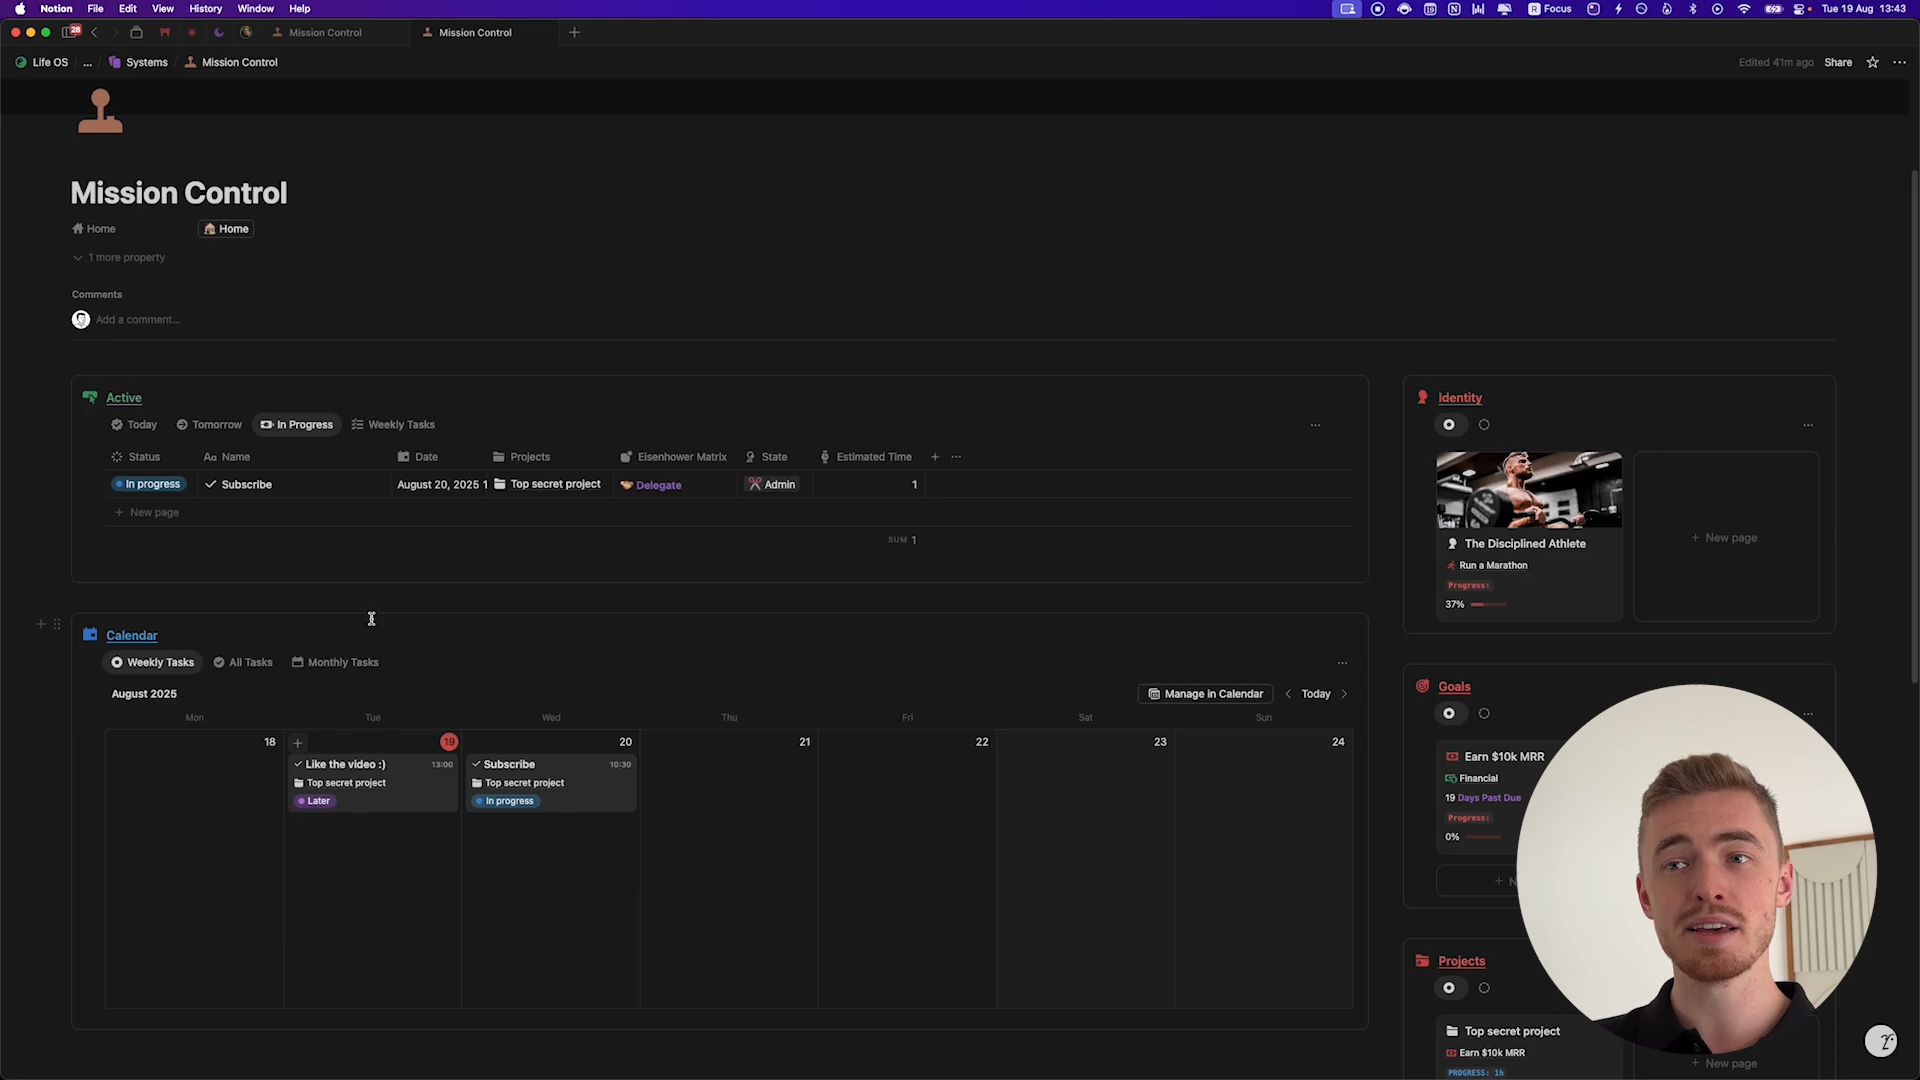 Notion File Edit View History Window Help Focus Tue 19 Aug 13:43
28 Mission Control Mission Control
Life OS / ... / Systems / Mission Control Edited 41m ago Share
Mission Control
Home Home
1 more property
Comments
Add a comment...
Active
Today Tomorrow In Progress Weekly Tasks
Status Aa Name Date Projects Eisenhower Matrix State Estimated Time
In progress Subscribe August 20, 2025 1 Top secret project Delegate Admin 1
+ New page
SUM 1
Calendar
Weekly Tasks All Tasks Monthly Tasks
August 2025 Manage in Calendar Today
Mon Tue Wed Thu Fri Sat Sun
18 19 20 21 22 23 24
Like the video :) 13:00
Top secret project
Later
Subscribe 10:30
Top secret project
In progress
Identity
The Disciplined Athlete
Run a Marathon
Progress:
37%
+ New page
Goals
Earn $10k MRR
Financial
19 Days Past Due
Progress:
0%
+ N
Projects
Top secret project
Earn $10k MRR
PROGRESS: 1h
+ New page